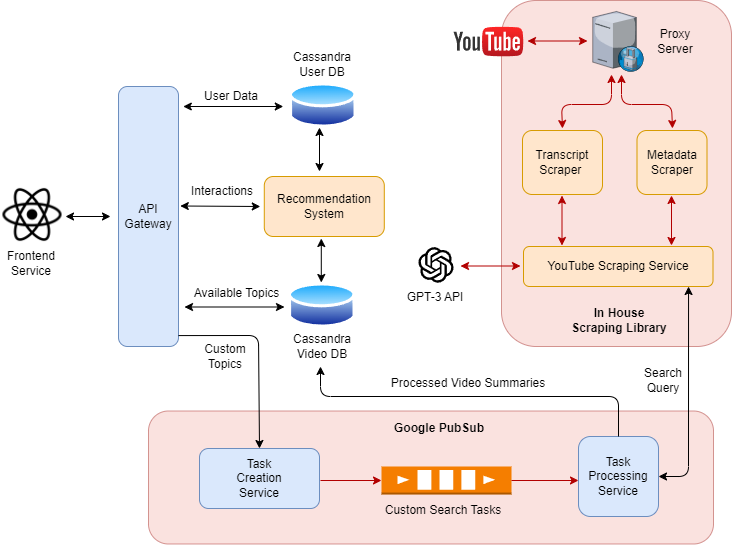 YouTube
Proxy
Server
Cassandra
User DB
User Data
Transcript
Scraper
Metadata
Scraper
API
Gateway
Interactions
Recommendation
System
Frontend
Service
YouTube Scraping Service
GPT-3 API
Available Topics
In House
Scraping Library
Cassandra
Video DB
Custom
Topics
Processed Video Summaries
Search
Query
Google PubSub
Task
Creation
Service
Custom Search Tasks
Task
Processing
Service